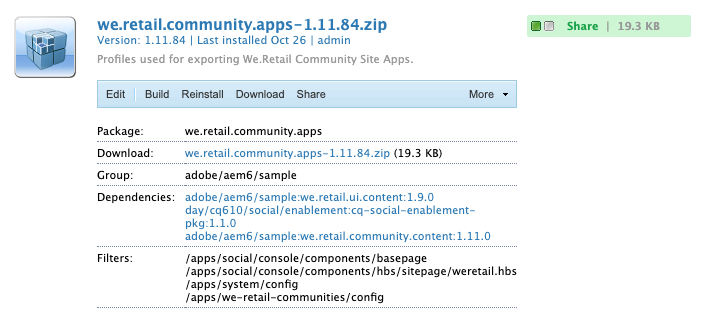 we.retail.community.apps-1.11.84.zip
Version: 1.11.84 | Last installed Oct 26 | admin
Share | 19.3 KB
Profiles used for exporting We.Retail Community Site Apps.
Edit Build Reinstall Download Share More
Package: we.retail.community.apps
Download: we.retail.community.apps-1.11.84.zip (19.3 KB)
Group: adobe/aem6/sample
Dependencies: adobe/aem6/sample:we.retail.ui.content:1.9.0
day/cq610/social/enablement:cq-social-enablement-
pkg:1.1.0
adobe/aem6/sample:we.retail.community.content:1.11.0
Filters: /apps/social/console/components/basepage
/apps/social/console/components/hbs/sitepage/weretail.hbs
/apps/system/config
/apps/we-retail-communities/config